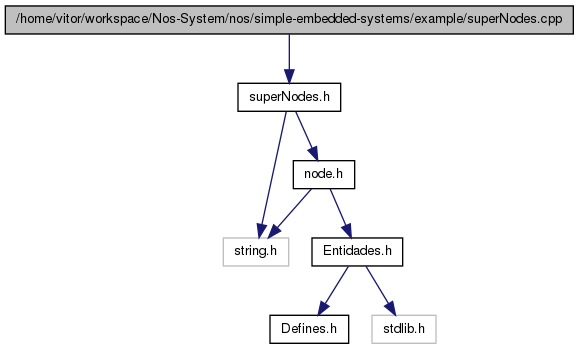 /home/vitor/workspace/Nos-System/nos/simple-embedded-systems/example/superNodes.cpp
superNodes.h
node.h
string.h
Entidades.h
Defines.h
stdlib.h